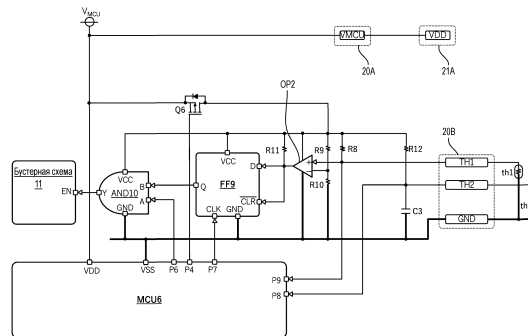 VMCU
VMCU
VDD
20A
21A
OP2
Q6
R11
R9
R8
R12
20B
Бустерная схема
11
VCC
VCC
D
R10
TH1
th1
EN
Y
B
AND10
A
Q
FF9
CLR
TH2
th
GND
CLK
GND
C3
GND
VDD
VSS
P6
P4
P7
P9
P8
MCU6